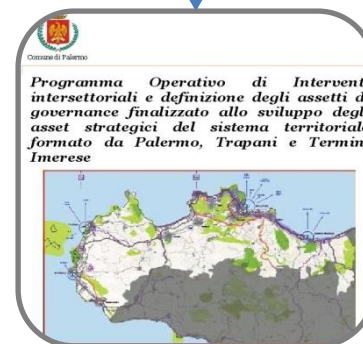 Comune di Palermo
Programma Operativo di Intervent
intersettoriali e definizione degli assetti d
governance finalizzato allo sviluppo degl
asset strategici del sistema territorial
formato da Palermo, Trapani e Termin
Imerese